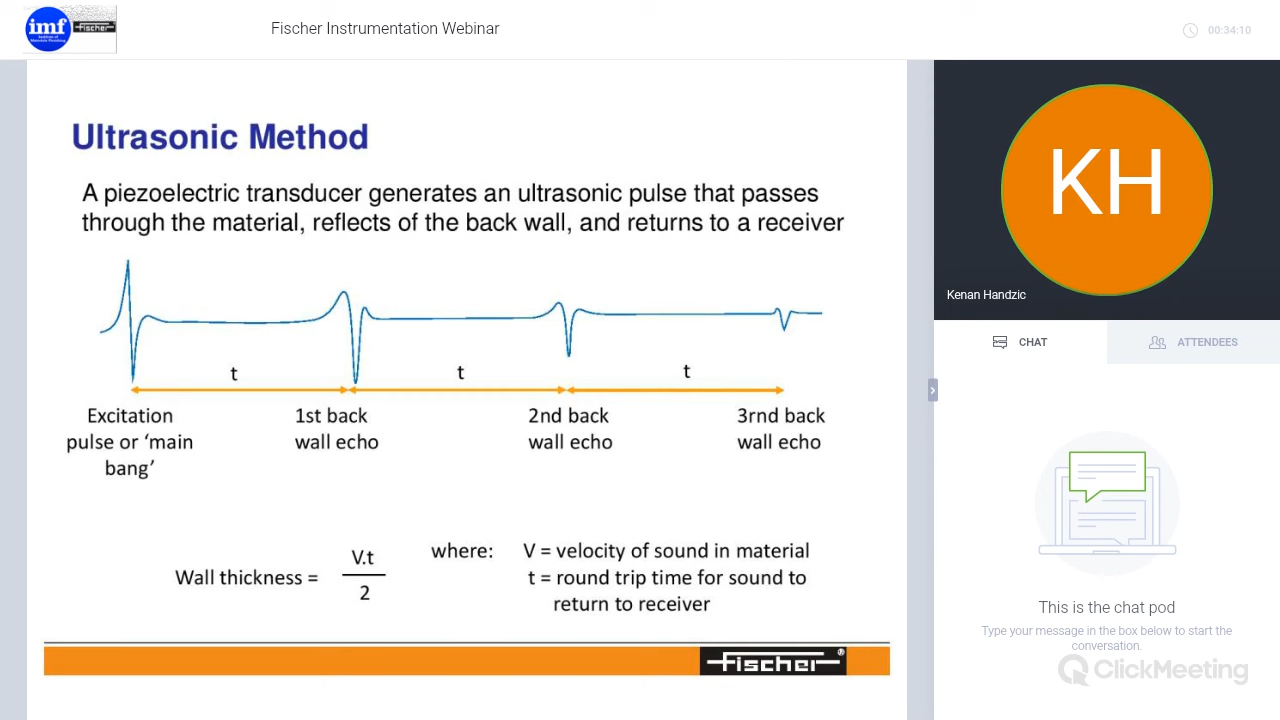 imf
Institute of
Materials Finishing
fischer
Fischer Instrumentation Webinar
00:34:10
Ultrasonic Method
A piezoelectric transducer generates an ultrasonic pulse that passes
through the material, reflects of the back wall, and returns to a receiver
t
t
t
Excitation
pulse or ‘main
bang’
1st back
wall echo
2nd back
wall echo
3rnd back
wall echo
Wall thickness =
V.t
2
where:
V = velocity of sound in material
t = round trip time for sound to
return to receiver
fischer®
KH
Kenan Handzic
CHAT
ATTENDEES
This is the chat pod
Type your message in the box below to start the
conversation.
ClickMeeting